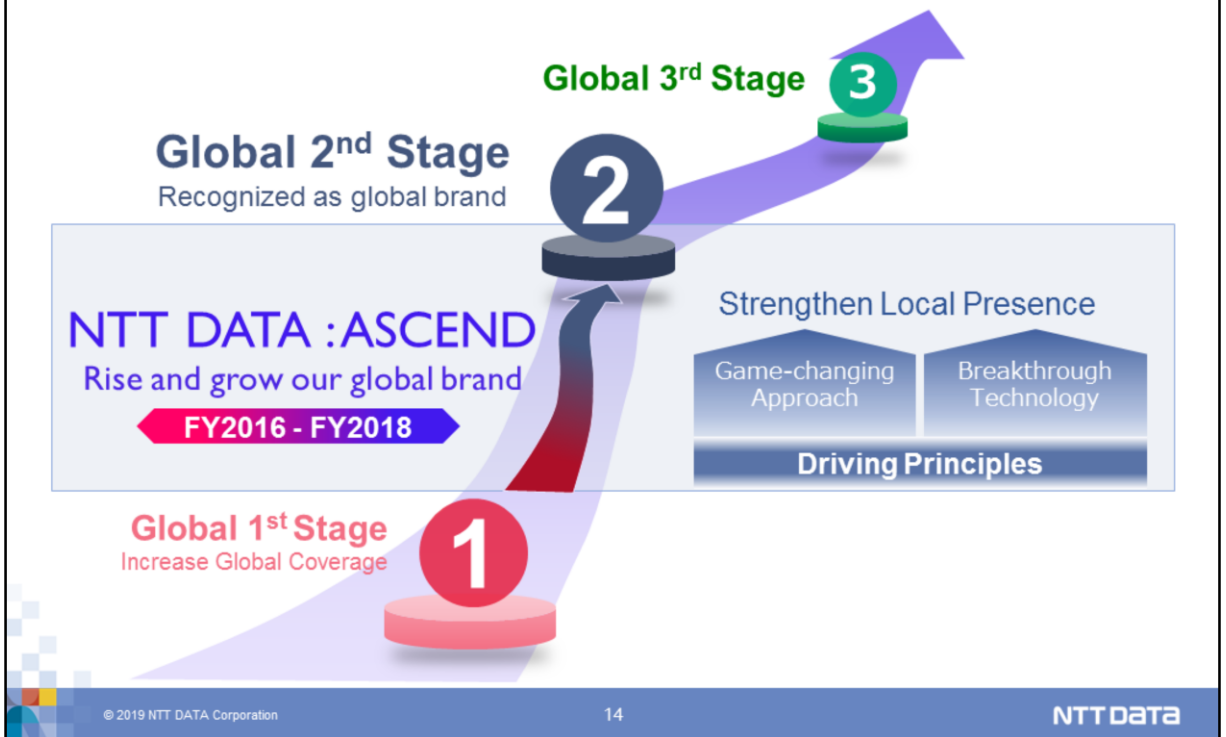 Global 3rd Stage
3
Global 2nd Stage
Recognized as global brand
2
NTT DATA : ASCEND
Rise and grow our global brand
FY2016 - FY2018
Strengthen Local Presence
Game-changing
Approach
Breakthrough
Technology
Driving Principles
Global 1st Stage
Increase Global Coverage
1
© 2019 NTT DATA Corporation
14
NTT DATA